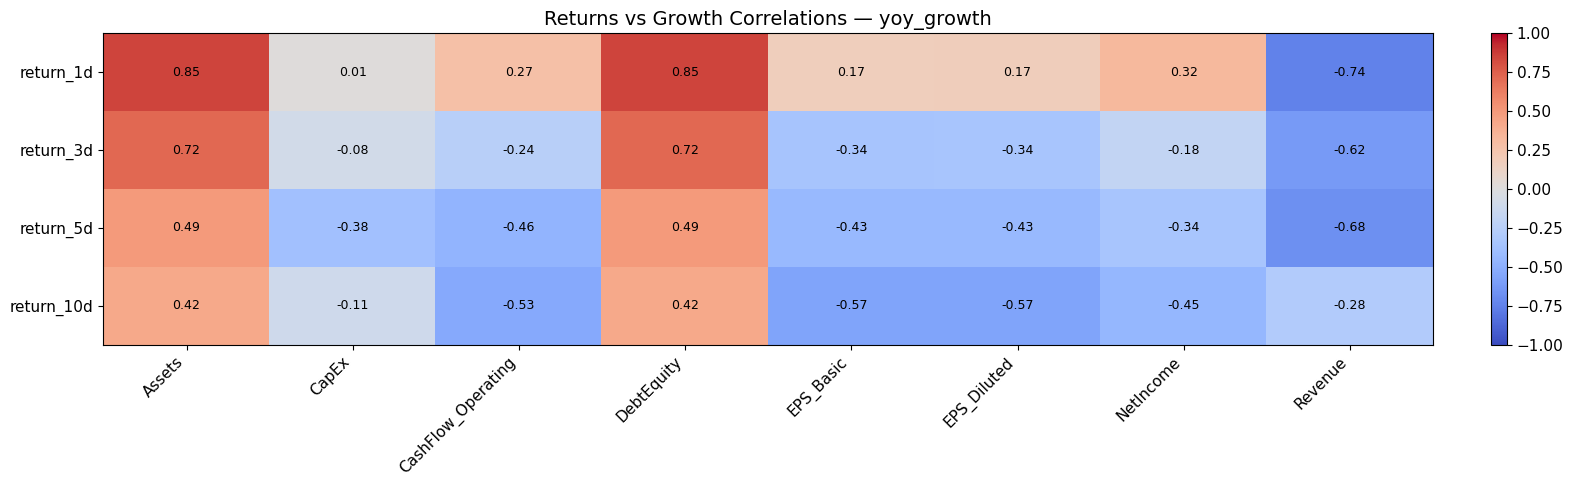 Returns vs Growth Correlations — yoy_growth
return_1d 0.85 0.01 0.27 0.85 0.17 0.17 0.32 -0.74
return_3d 0.72 -0.08 -0.24 0.72 -0.34 -0.34 -0.18 -0.62
return_5d 0.49 -0.38 -0.46 0.49 -0.43 -0.43 -0.34 -0.68
return_10d 0.42 -0.11 -0.53 0.42 -0.57 -0.57 -0.45 -0.28
Assets CapEx CashFlow_Operating DebtEquity EPS_Basic EPS_Diluted NetIncome Revenue
1.00
0.75
0.50
0.25
0.00
−0.25
−0.50
−0.75
−1.00